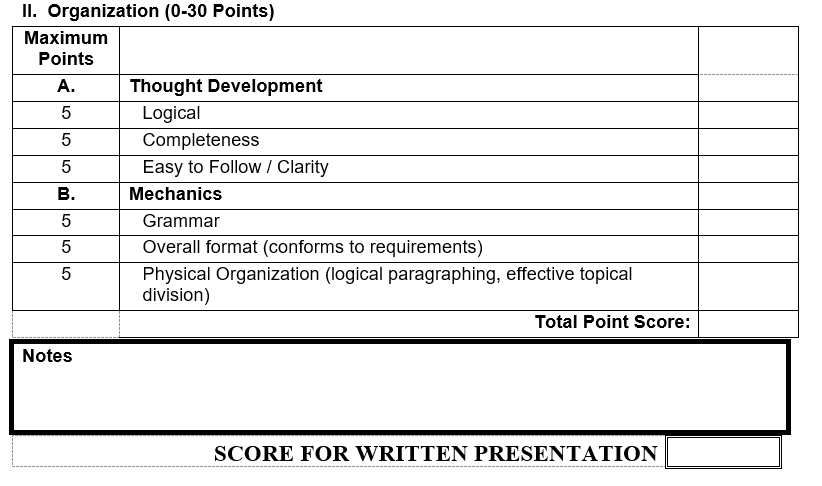 II. Organization (0-30 Points)
Maximum
Points
A. Thought Development
5 Logical
5 Completeness
5 Easy to Follow / Clarity
B. Mechanics
5 Grammar
5 Overall format (conforms to requirements)
5 Physical Organization (logical paragraphing, effective topical
division)
Total Point Score:
Notes
SCORE FOR WRITTEN PRESENTATION